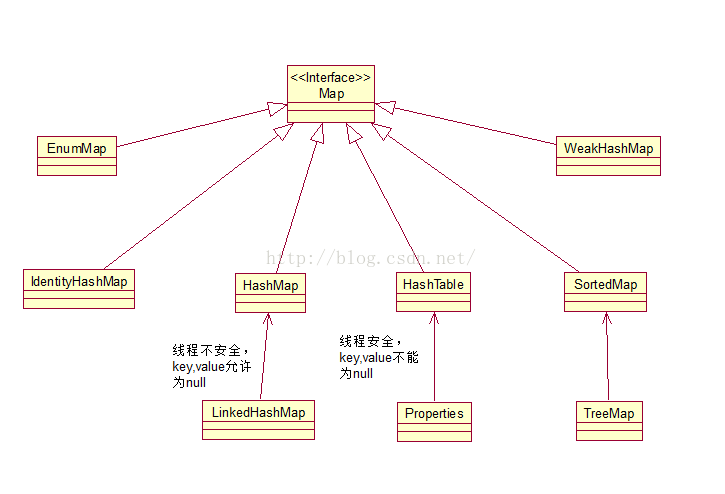 <<Interface>>
Map
EnumMap
WeakHashMap
http://blog.csdn.net/
IdentityHashMap
HashMap
HashTable
SortedMap
线程不安全，
key,value允许
为null
线程安全，
key,value不能
为null
LinkedHashMap
Properties
TreeMap